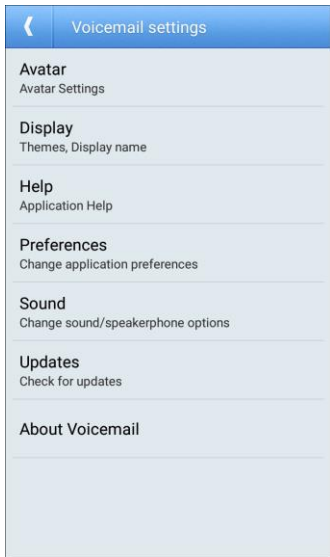 Voicemail settings
Avatar
Avatar Settings
Display
Themes, Display name
Help
Application Help
Preferences
Change application preferences
Sound
Change sound/speakerphone options
Updates
Check for updates
About Voicemail